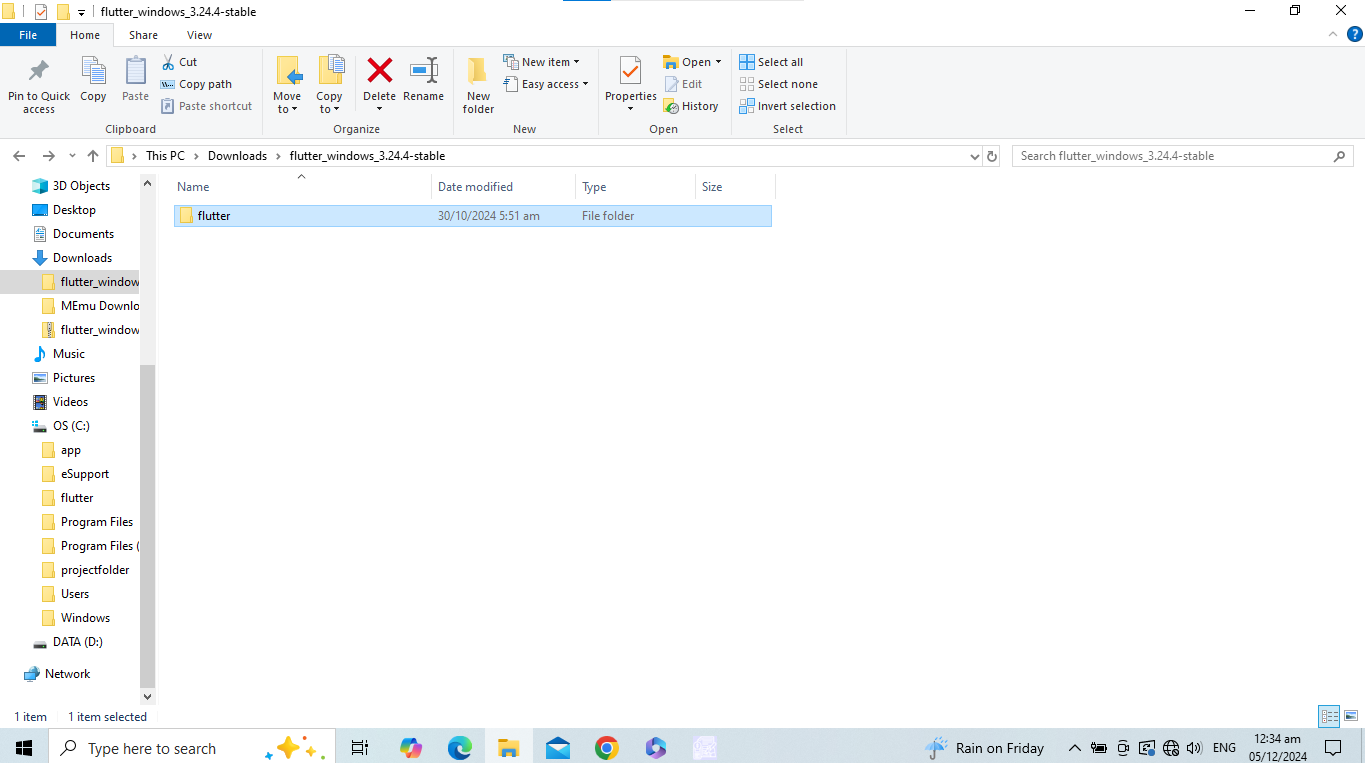 flutter_windows_3.24.4-stable
File Home Share View
Pin to Quick access
Copy
Paste
Cut
Copy path
Paste shortcut
Clipboard
Move to
Copy to
Delete
Rename
Organize
New folder
New item
Easy access
New
Properties
Open
Edit
History
Open
Select all
Select none
Invert selection
Select
This PC > Downloads > flutter_windows_3.24.4-stable
Search flutter_windows_3.24.4-stable
3D Objects
Desktop
Documents
Downloads
flutter_window
MEmu Downlo
flutter_window
Music
Pictures
Videos
OS (C:)
app
eSupport
flutter
Program Files
Program Files (
projectfolder
Users
Windows
DATA (D:)
Network
Name Date modified Type Size
flutter 30/10/2024 5:51 am File folder
1 item 1 item selected
Type here to search
Rain on Friday
ENG
12:34 am
05/12/2024